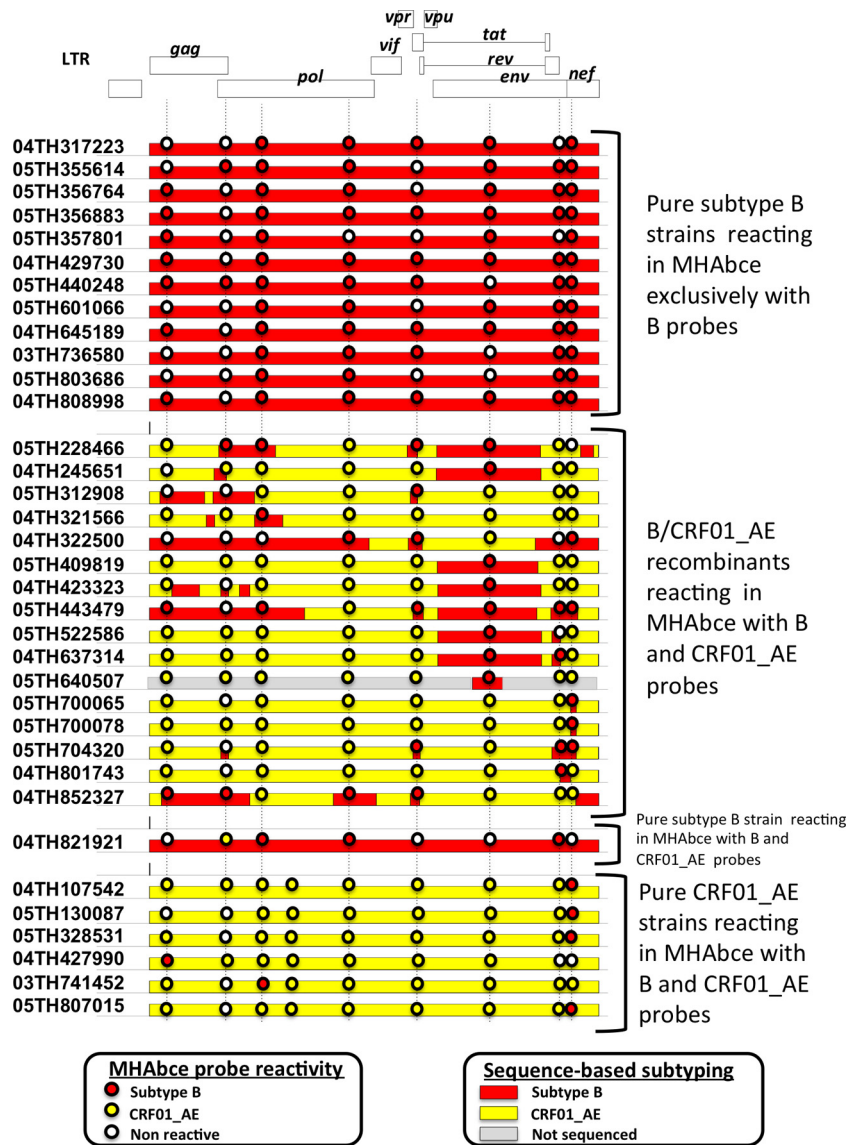 vpr vpu
tat
gag
vif
LTR
rev
pol
env
nef
04TH317223
05TH355614
05TH356764
05TH356883
05TH357801
04TH429730
05TH440248
05TH601066
04TH645189
03TH736580
05TH803686
04TH808998
Pure subtype B
strains reacting
in MHAbce
exclusively with
B probes
05TH228466
04TH245651
05TH312908
04TH321566
04TH322500
05TH409819
04TH423323
05TH443479
05TH522586
04TH637314
05TH640507
05TH700065
05TH700078
05TH704320
04TH801743
04TH852327
B/CRF01_AE
recombinants
reacting in
MHAbce with B
and CRF01_AE
probes
04TH821921
Pure subtype B strain reacting
in MHAbce with B and
CRF01_AE probes
04TH107542
05TH130087
05TH328531
04TH427990
03TH741452
05TH807015
Pure CRF01_AE
strains reacting
in MHAbce with
B and CRF01_AE
probes
MHAbce probe reactivity
Subtype B
CRF01_AE
Non reactive
Sequence-based subtyping
Subtype B
CRF01_AE
Not sequenced